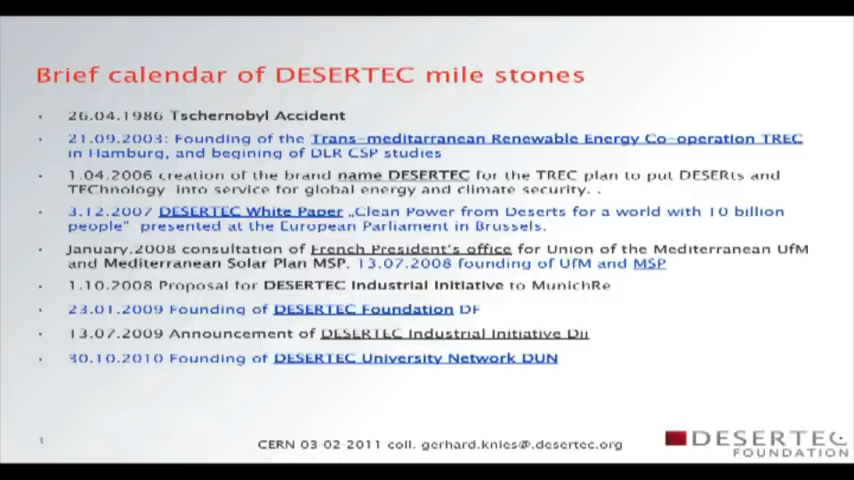 Brief calendar of DESERTEC mile stones
• 26.04.1986 Tschernobyl Accident
• 21.09.2003: Founding of the Trans-meditarranean Renewable Energy Co-operation TREC
in Hamburg, and begining of DLR CSP studies
• 1.04.2006 creation of the brand name DESERTEC for the TREC plan to put DESERts and
TEChnology into service for global energy and climate security. .
• 3.12.2007 DESERTEC White Paper „Clean Power from Deserts for a world with 10 billion
people“ presented at the European Parliament in Brussels.
• January.2008 consultation of French President's office for Union of the Mediterranean UfM
and Mediterranean Solar Plan MSP. 13.07.2008 founding of UfM and MSP
• 1.10.2008 Proposal for DESERTEC Industrial Initiative to MunichRe
• 23.01.2009 Founding of DESERTEC Foundation DF
• 13.07.2009 Announcement of DESERTEC Industrial Initiative Dii
• 30.10.2010 Founding of DESERTEC University Network DUN
1
CERN 03-02 2011 coll. gerhard.knies@.desertec.org
DESERTEC
FOUNDATION